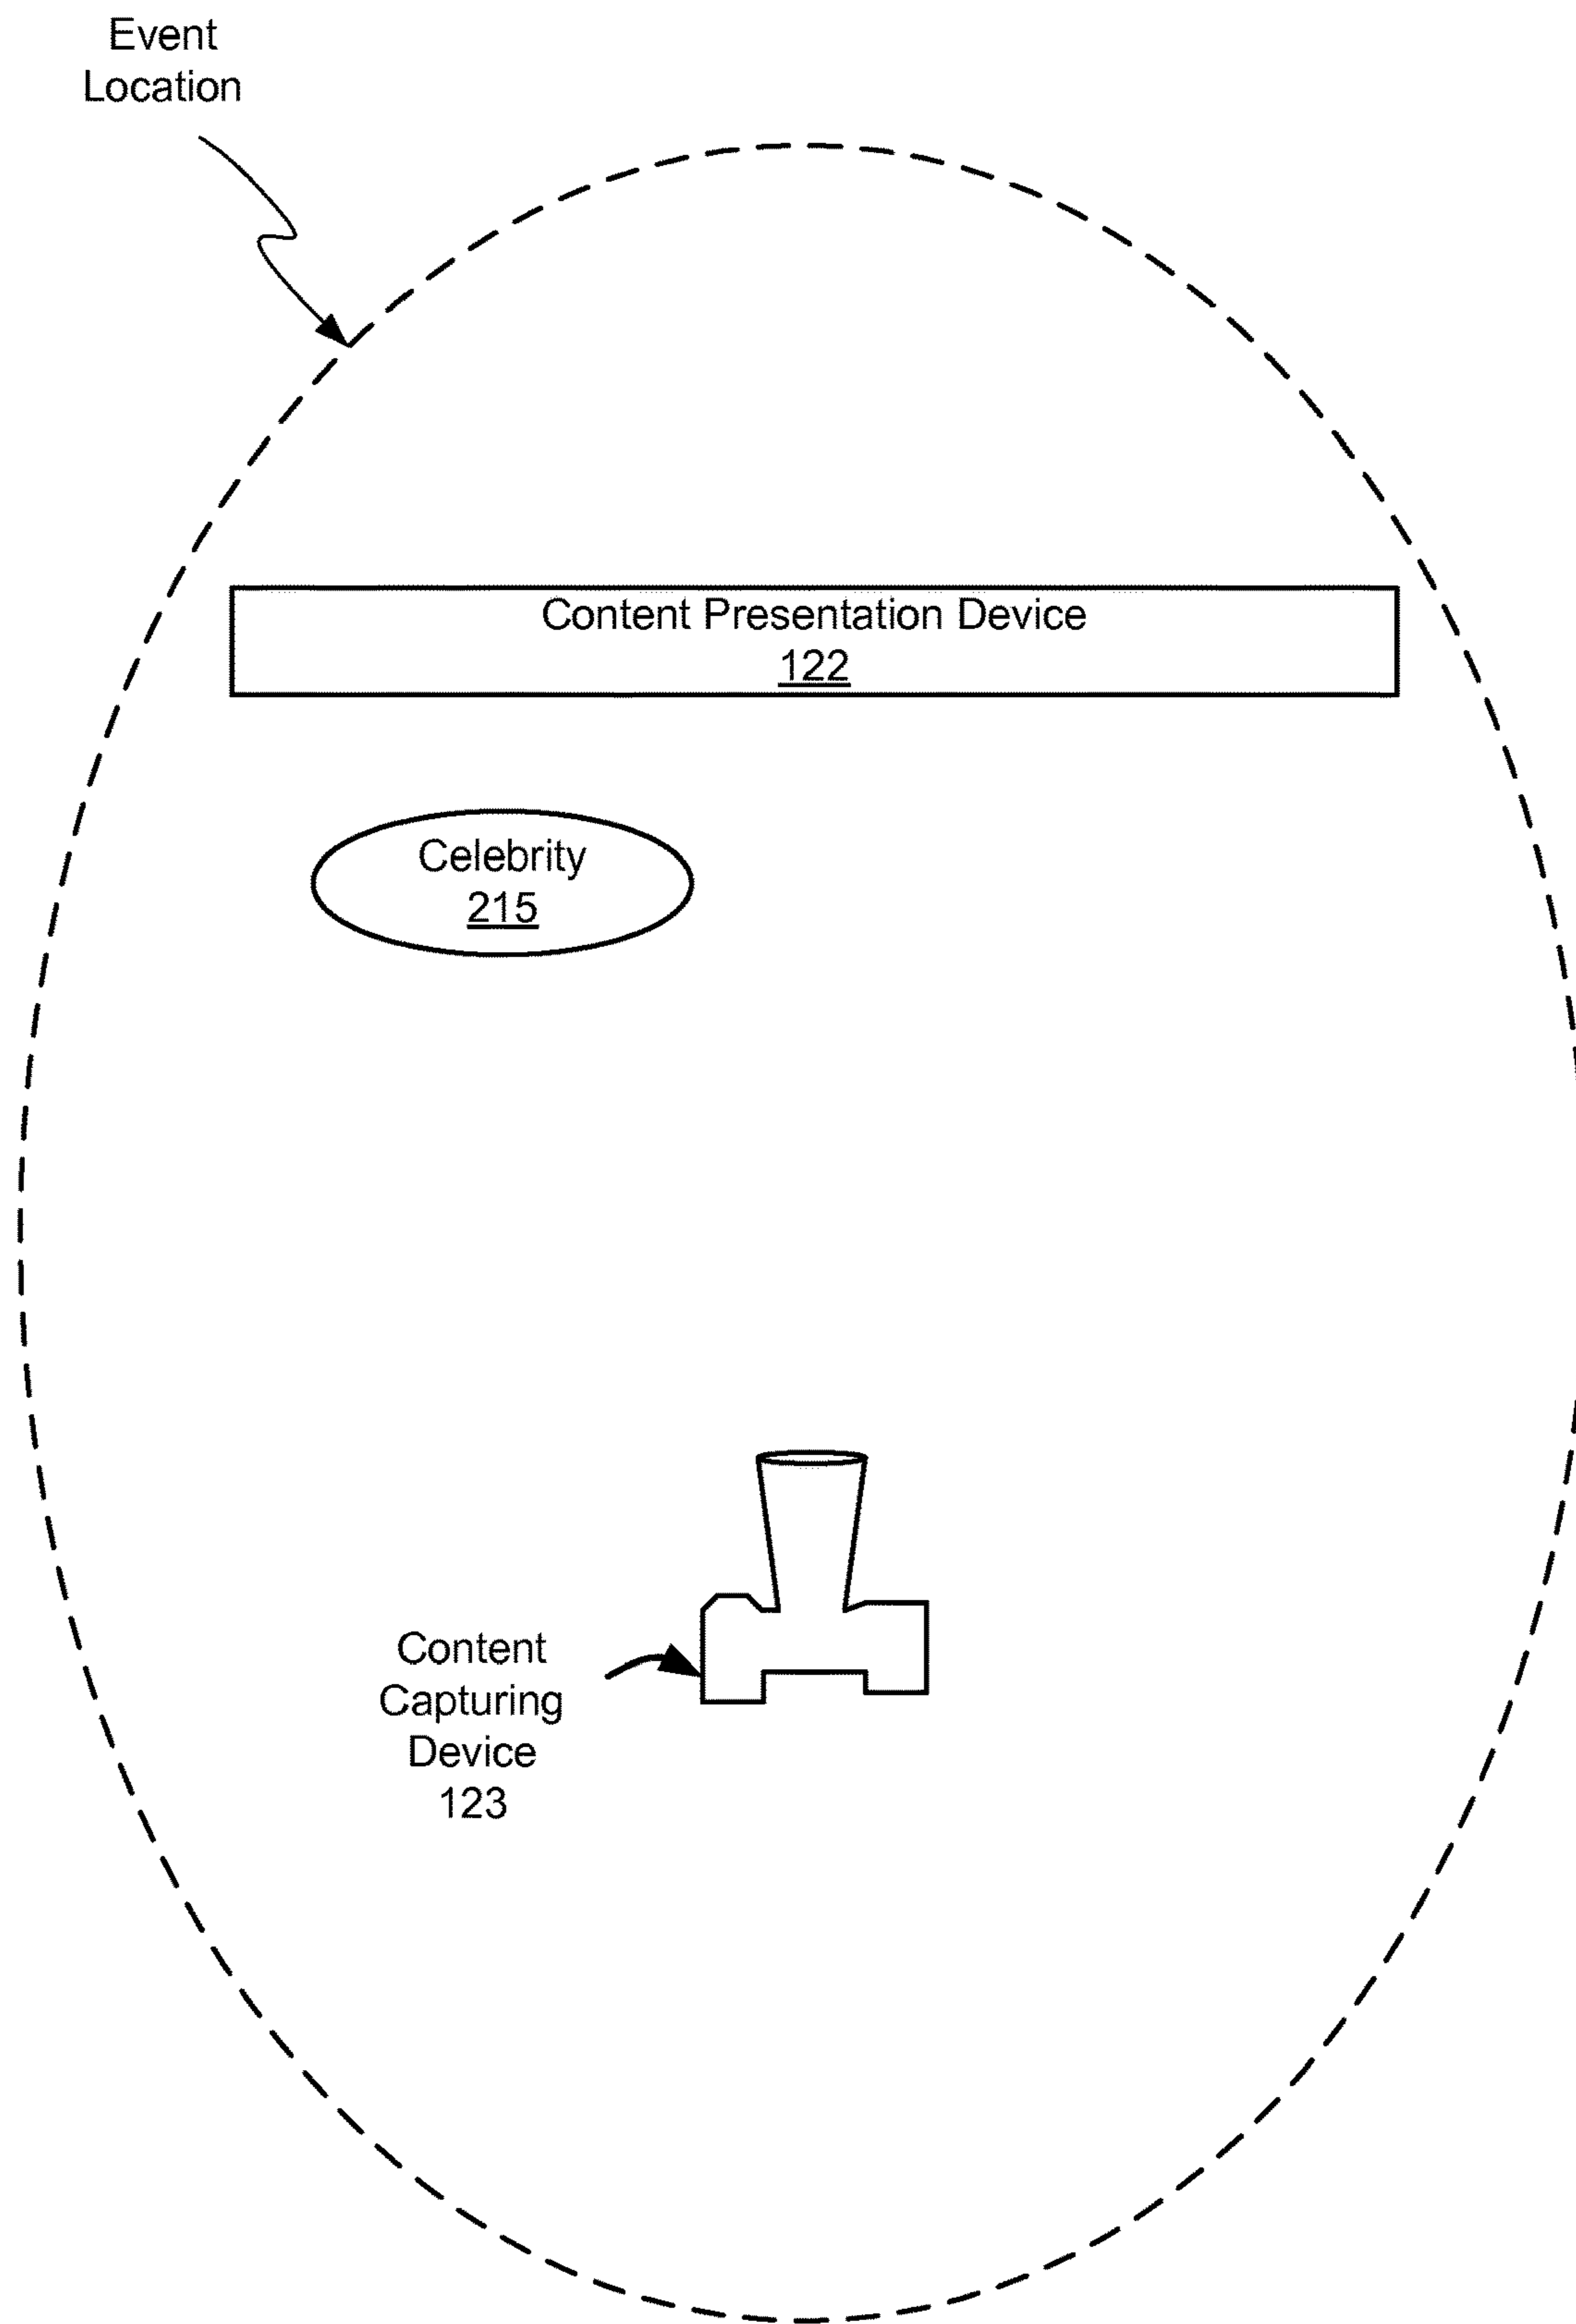 Event
Location
Content Presentation Device
122
Celebrity
215
Content
Capturing
Device
123